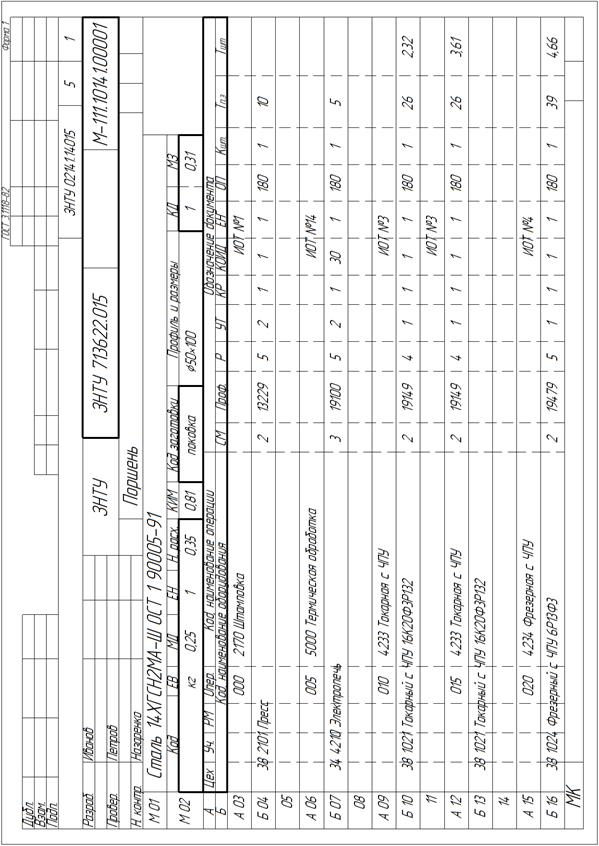 ГОСТ 3.1118-82 Форма 1
Дубл.
Взам.
Подп.
ЗНТУ 02141.14015 5 1
Разраб. Иванов
Провер. Петров
Н. контр. Назаренко
ЗНТУ ЗНТУ 713622.015 М-111.10141.00001
Поршень
М 01 Сталь 14ХГСН2МА-Ш ОСТ 1 90005-91
М 02 Код ЕВ МД ЕН Н.расх. КИМ Код заготовки Профиль и размеры КД МЗ
кг 0,25 1 0,35 0,81 поковка ø50×100 1 0,31
А Цех Уч. РМ Опер. Код, наименование операции Обозначение документа
Б Код, наименование оборудования СМ Проф. Р УТ КР КОИД ЕН ОП Кшт. Тп.з Тшт
А 03 000 2170 Штамповка ИОТ №1
Б 04 38 2101 Пресс 2 13229 5 2 1 1 1 180 1 10
05
А 06 005 5000 Термическая обработка ИОТ №14
Б 07 34 4210 Электропечь 3 19100 5 2 1 30 1 180 1 5
08
А 09 010 4233 Токарная с ЧПУ ИОТ №3
Б 10 38 1021 Токарный с ЧПУ 16К20Ф3Р132 2 19149 4 1 1 1 1 180 1 26 2,32
11 ИОТ №3
А 12 015 4233 Токарная с ЧПУ 2 19149 4 1 1 1 1 180 1 26 3,61
Б 13 38 1021 Токарный с ЧПУ 16К20Ф3Р132
14
А 15 020 4234 Фрезерная с ЧПУ ИОТ №4
Б 16 38 1024 Фрезерный с ЧПУ 6Р13Ф3 2 19479 5 1 1 1 1 180 1 39 4,66
МК